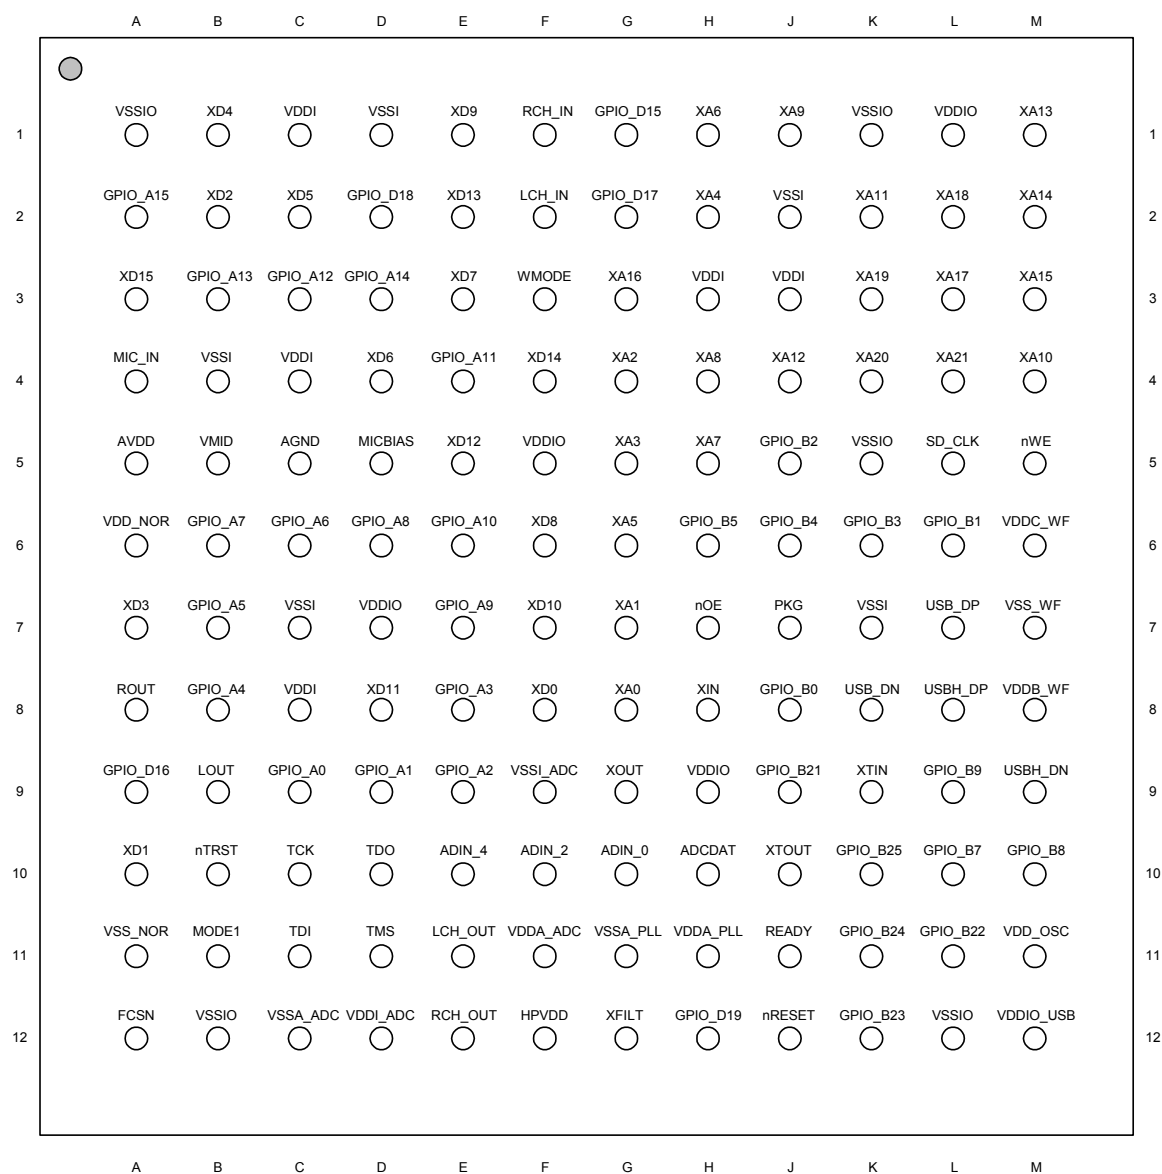 A B C D E F G H J K L M
VSSIO XD4 VDDI VSSI XD9 RCH_IN GPIO_D15 XA6 XA9 VSSIO VDDIO XA13
1 1
GPIO_A15 XD2 XD5 GPIO_D18 XD13 LCH_IN GPIO_D17 XA4 VSSI XA11 XA18 XA14
2 2
XD15 GPIO_A13 GPIO_A12 GPIO_A14 XD7 WMODE XA16 VDDI VDDI XA19 XA17 XA15
3 3
MIC_IN VSSI VDDI XD6 GPIO_A11 XD14 XA2 XA8 XA12 XA20 XA21 XA10
4 4
AVDD VMID AGND MICBIAS XD12 VDDIO XA3 XA7 GPIO_B2 VSSIO SD_CLK nWE
5 5
VDD_NOR GPIO_A7 GPIO_A6 GPIO_A8 GPIO_A10 XD8 XA5 GPIO_B5 GPIO_B4 GPIO_B3 GPIO_B1 VDDC_WF
6 6
XD3 GPIO_A5 VSSI VDDIO GPIO_A9 XD10 XA1 nOE PKG VSSI USB_DP VSS_WF
7 7
ROUT GPIO_A4 VDDI XD11 GPIO_A3 XD0 XA0 XIN GPIO_B0 USB_DN USBH_DP VDDB_WF
8 8
GPIO_D16 LOUT GPIO_A0 GPIO_A1 GPIO_A2 VSSI_ADC XOUT VDDIO GPIO_B21 XTIN GPIO_B9 USBH_DN
9 9
XD1 nTRST TCK TDO ADIN_4 ADIN_2 ADIN_0 ADCDAT XTOUT GPIO_B25 GPIO_B7 GPIO_B8
10 10
VSS_NOR MODE1 TDI TMS LCH_OUT VDDA_ADC VSSA_PLL VDDA_PLL READY GPIO_B24 GPIO_B22 VDD_OSC
11 11
FCSN VSSIO VSSA_ADC VDDI_ADC RCH_OUT HPVDD XFILT GPIO_D19 nRESET GPIO_B23 VSSIO VDDIO_USB
12 12
A B C D E F G H J K L M